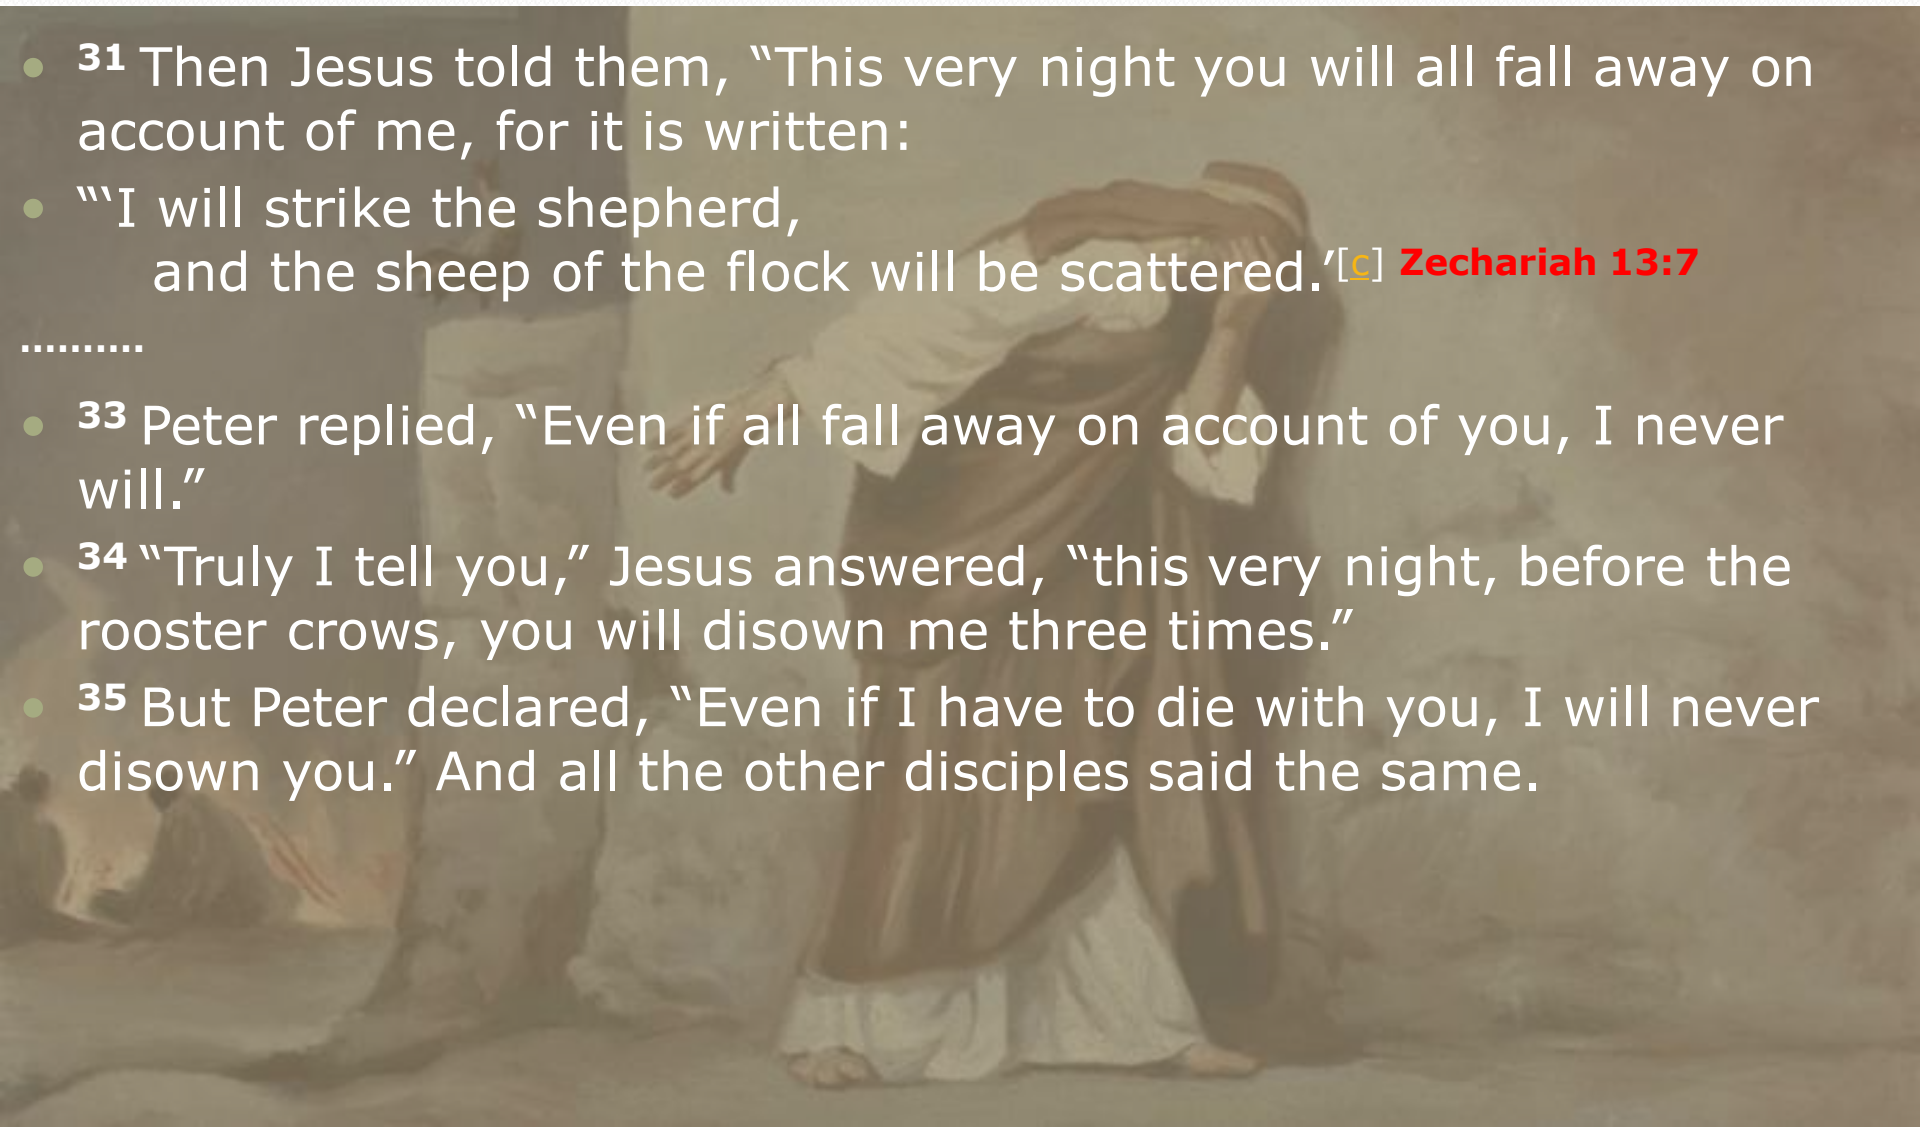 • 31 Then Jesus told them, “This very night you will all fall away on
account of me, for it is written:
• “‘I will strike the shepherd,
and the sheep of the flock will be scattered.’[c] Zechariah 13:7
……….
• 33 Peter replied, “Even if all fall away on account of you, I never
will.”
• 34 “Truly I tell you,” Jesus answered, “this very night, before the
rooster crows, you will disown me three times.”
• 35 But Peter declared, “Even if I have to die with you, I will never
disown you.” And all the other disciples said the same.